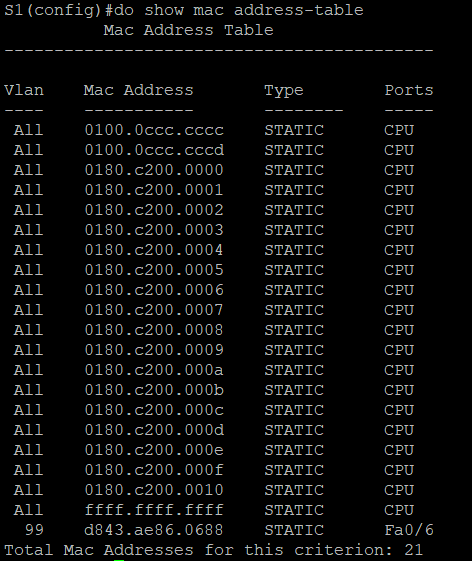 S1(config)#do show mac address-table
          Mac Address Table
-------------------------------------------

Vlan    Mac Address       Type        Ports
----    -----------       --------    -----
 All    0100.0ccc.cccc    STATIC      CPU
 All    0100.0ccc.cccd    STATIC      CPU
 All    0180.c200.0000    STATIC      CPU
 All    0180.c200.0001    STATIC      CPU
 All    0180.c200.0002    STATIC      CPU
 All    0180.c200.0003    STATIC      CPU
 All    0180.c200.0004    STATIC      CPU
 All    0180.c200.0005    STATIC      CPU
 All    0180.c200.0006    STATIC      CPU
 All    0180.c200.0007    STATIC      CPU
 All    0180.c200.0008    STATIC      CPU
 All    0180.c200.0009    STATIC      CPU
 All    0180.c200.000a    STATIC      CPU
 All    0180.c200.000b    STATIC      CPU
 All    0180.c200.000c    STATIC      CPU
 All    0180.c200.000d    STATIC      CPU
 All    0180.c200.000e    STATIC      CPU
 All    0180.c200.000f    STATIC      CPU
 All    0180.c200.0010    STATIC      CPU
 All    ffff.ffff.ffff    STATIC      CPU
  99    d843.ae86.0688    STATIC      Fa0/6
Total Mac Addresses for this criterion: 21